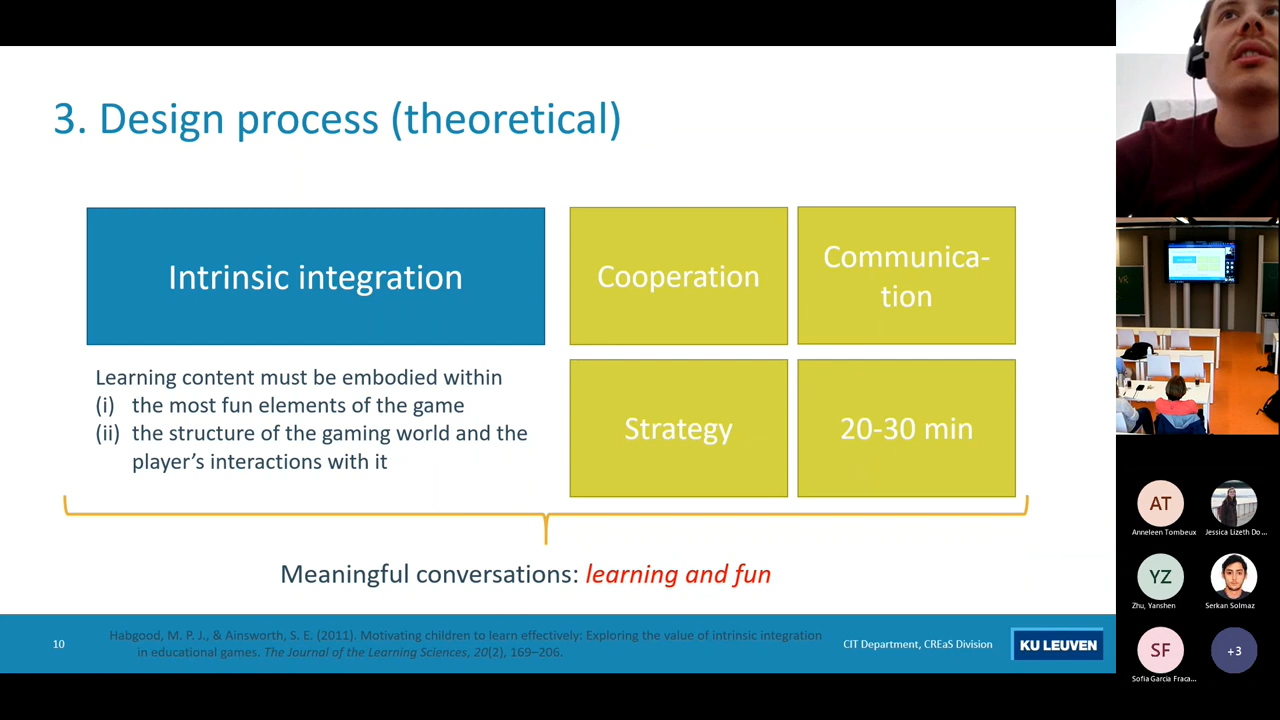 3. Design process (theoretical)
Intrinsic integration
Cooperation
Communica-
tion
Learning content must be embodied within
(i) the most fun elements of the game
(ii) the structure of the gaming world and the
player's interactions with it
Strategy
20-30 min
Meaningful conversations: learning and fun
10
Habgood, M. P. J., & Ainsworth, S. E. (2011). Motivating children to learn effectively: Exploring the value of intrinsic integration
in educational games. The Journal of the Learning Sciences, 20(2), 169–206.
CIT Department, CREaS Division
KU LEUVEN
VR
AT
Anneleen Tombeux
Jessica Lizeth Do...
YZ
Zhu, Yanshen
Serkan Solmaz
SF
Sofia Garcia Fraca...
+3